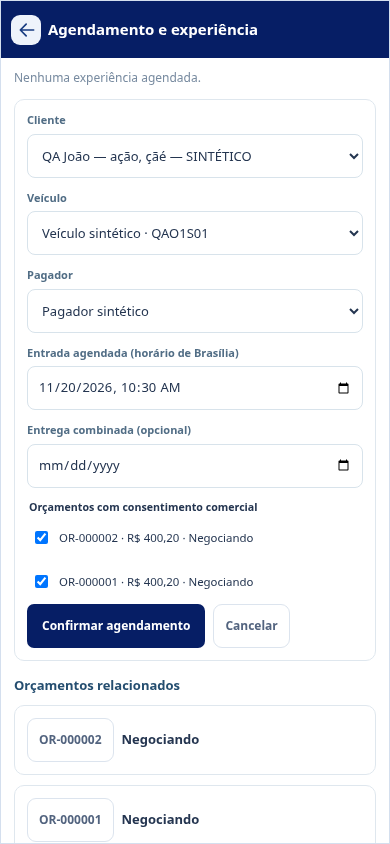 Agendamento e experiência
Nenhuma experiência agendada.
Cliente
QA João — ação, çãé — SINTÉTICO
Veículo
Veículo sintético · QAO1S01
Pagador
Pagador sintético
Entrada agendada (horário de Brasília)
11/20/2026, 10:30 AM
Entrega combinada (opcional)
mm/dd/yyyy
Orçamentos com consentimento comercial
OR-000002 · R$ 400,20 · Negociando
OR-000001 · R$ 400,20 · Negociando
Confirmar agendamento Cancelar
Orçamentos relacionados
OR-000002 Negociando
OR-000001 Negociando